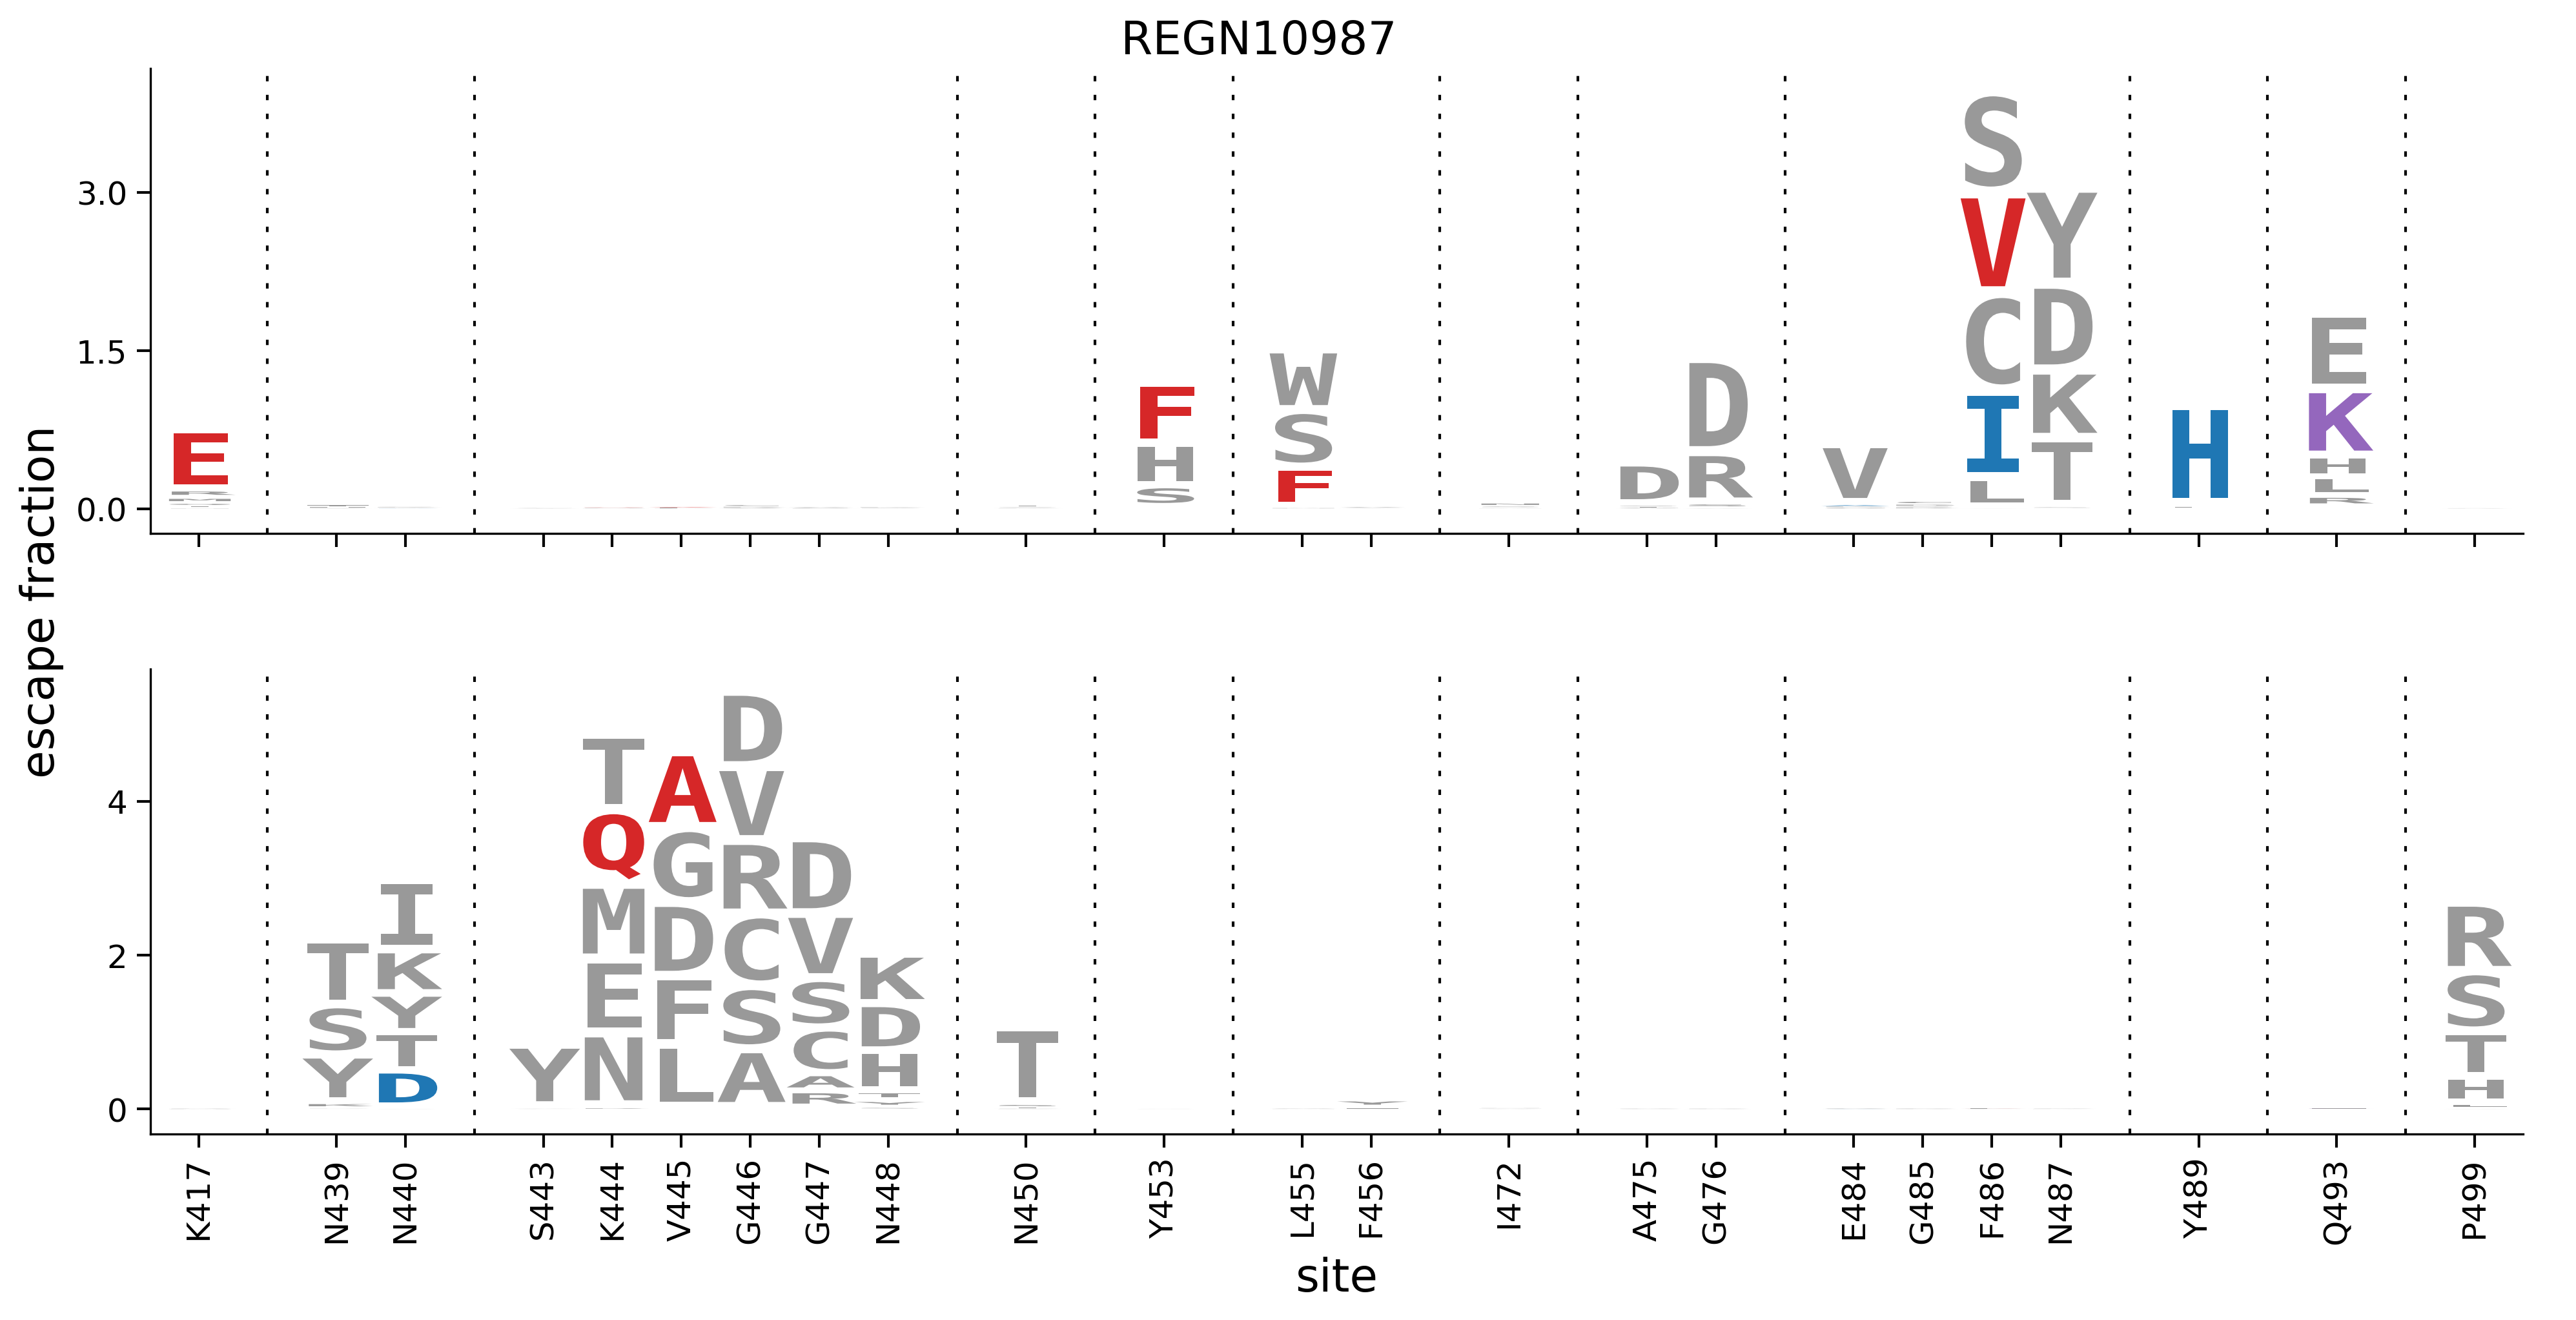 REGN10987
escape fraction
3.0
1.5
0.0
E
F
H
S
W
S
F
D
D
R
V
S
V
C
I
L
Y
D
K
T
H
E
K
H
L
R
4
2
0
T
S
Y
I
K
Y
T
D
Y
T
Q
M
E
N
A
G
D
F
L
D
V
R
C
S
A
D
V
S
C
A
R
K
D
H
T
R
S
T
H
K417 N439 N440 S443 K444 V445 G446 G447 N448 N450 Y453 L455 F456 I472 A475 G476 E484 G485 F486 N487 Y489 Q493 P499
site